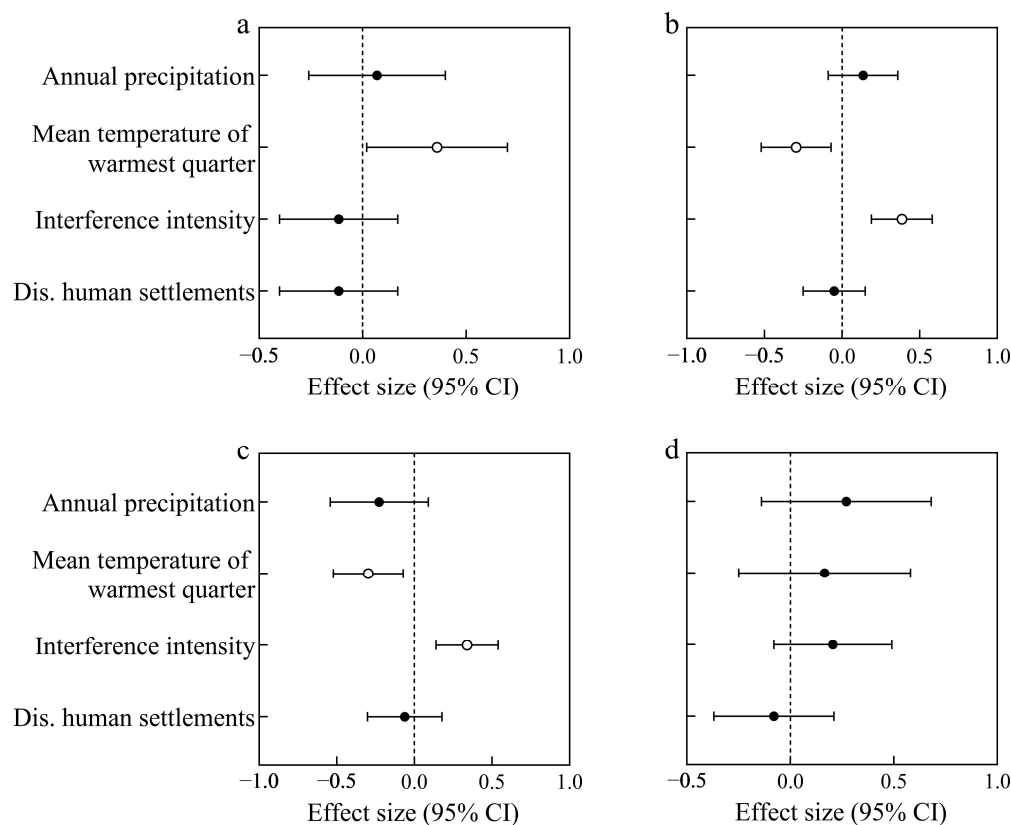 a
Annual precipitation
Mean temperature of
warmest quarter
Interference intensity
Dis. human settlements
−0.5 0.0 0.5 1.0
Effect size (95% CI)
b
−1.0 −0.5 0.0 0.5 1.0
Effect size (95% CI)
c
Annual precipitation
Mean temperature of
warmest quarter
Interference intensity
Dis. human settlements
−1.0 −0.5 0.0 0.5 1.0
Effect size (95% CI)
d
−0.5 0.0 0.5 1.0
Effect size (95% CI)